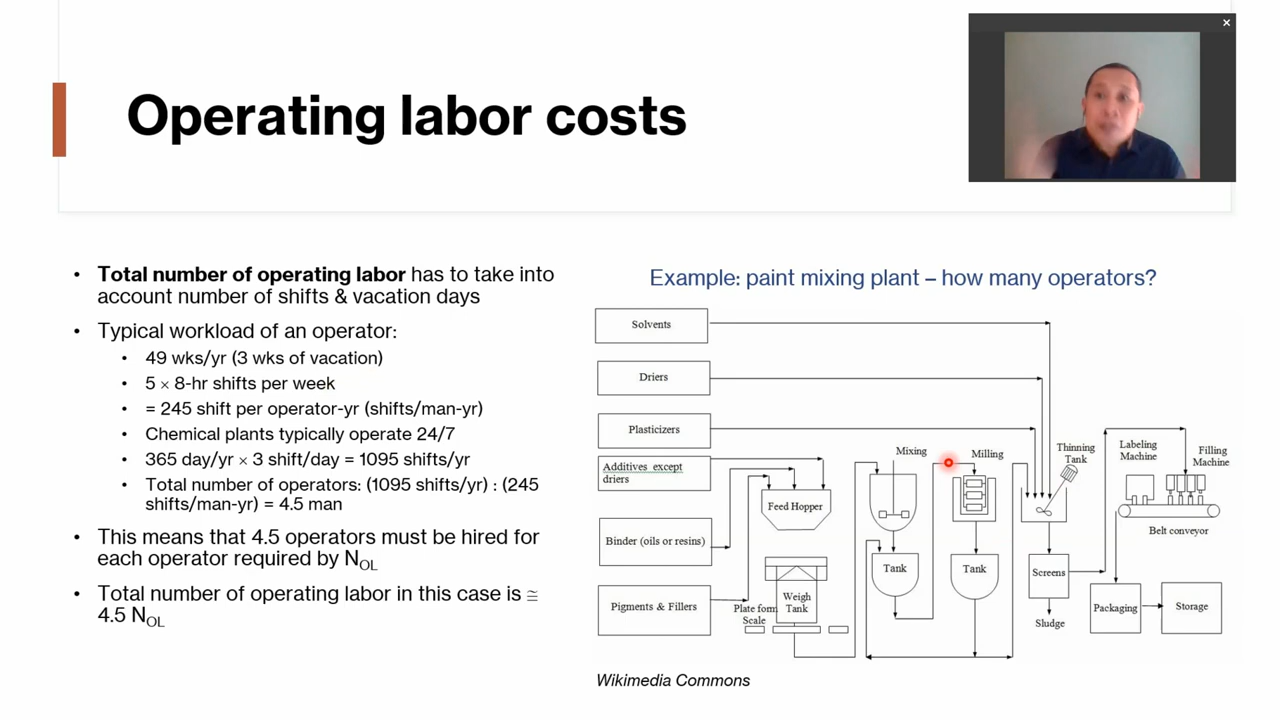 Operating labor costs
• Total number of operating labor has to take into
account number of shifts & vacation days
• Typical workload of an operator:
• 49 wks/yr (3 wks of vacation)
• 5 × 8-hr shifts per week
• = 245 shift per operator-yr (shifts/man-yr)
• Chemical plants typically operate 24/7
• 365 day/yr × 3 shift/day = 1095 shifts/yr
• Total number of operators: (1095 shifts/yr) : (245
shifts/man-yr) = 4.5 man
• This means that 4.5 operators must be hired for
each operator required by NOL
• Total number of operating labor in this case is ≅
4.5 NOL
Example: paint mixing plant – how many operators?
Solvents
Driers
Plasticizers
Additives except
driers
Binder (oils or resins)
Pigments & Fillers
Feed Hopper
Plate form
Scale
Weigh
Tank
Mixing
Tank
Milling
Tank
Thinning
Tank
Screens
Sludge
Labeling
Machine
Filling
Machine
Belt conveyor
Packaging
Storage
Wikimedia Commons